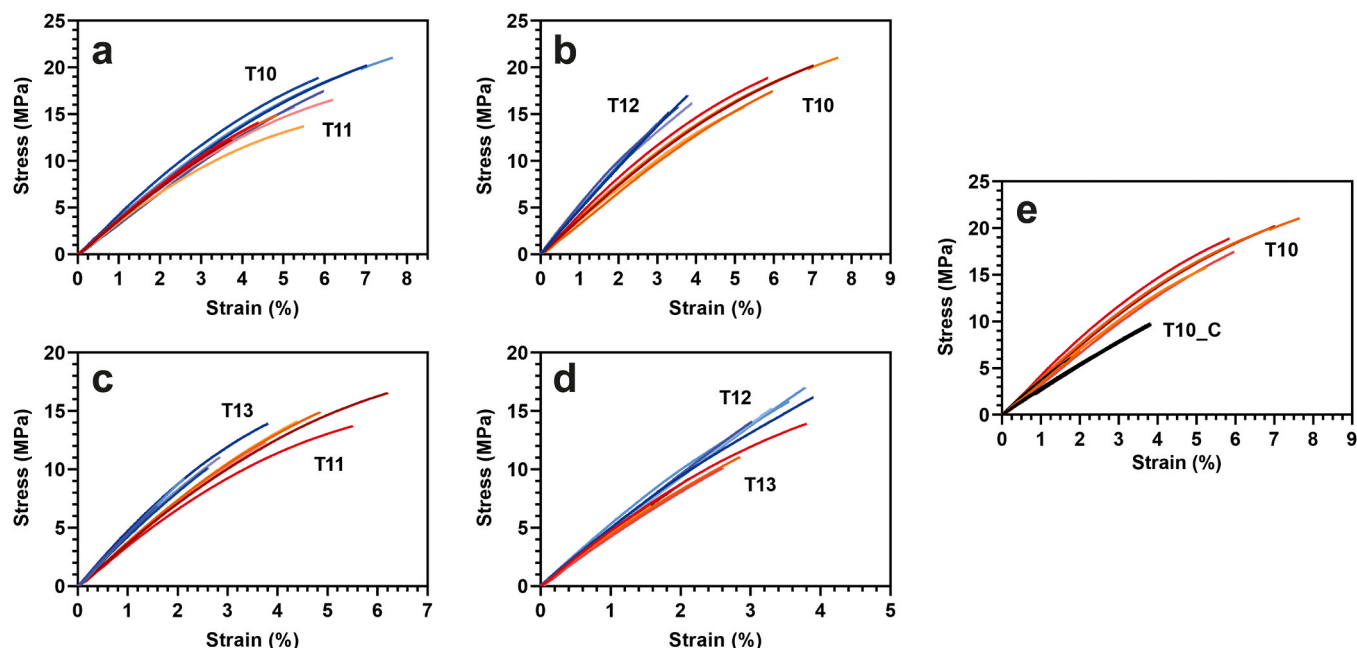 a
T10
T11
Stress (MPa)
25
20
15
10
5
0
0 1 2 3 4 5 6 7 8
Strain (%)
b
T12
T10
Stress (MPa)
25
20
15
10
5
0
0 1 2 3 4 5 6 7 8 9
Strain (%)
c
T13
T11
Stress (MPa)
20
15
10
5
0
0 1 2 3 4 5 6 7
Strain (%)
d
T12
T13
Stress (MPa)
20
15
10
5
0
0 1 2 3 4 5
Strain (%)
e
T10
T10_C
Stress (MPa)
25
20
15
10
5
0
0 1 2 3 4 5 6 7 8 9
Strain (%)